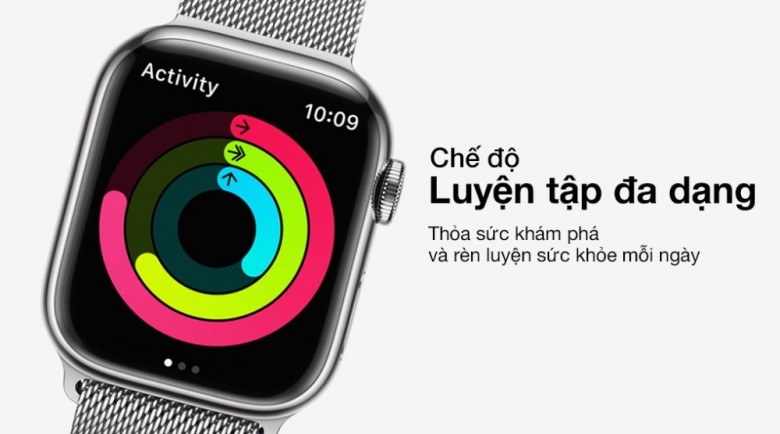 Activity
10:09
Chế độ
Luyện tập đa dạng
Thỏa sức khám phá
và rèn luyện sức khỏe mỗi ngày